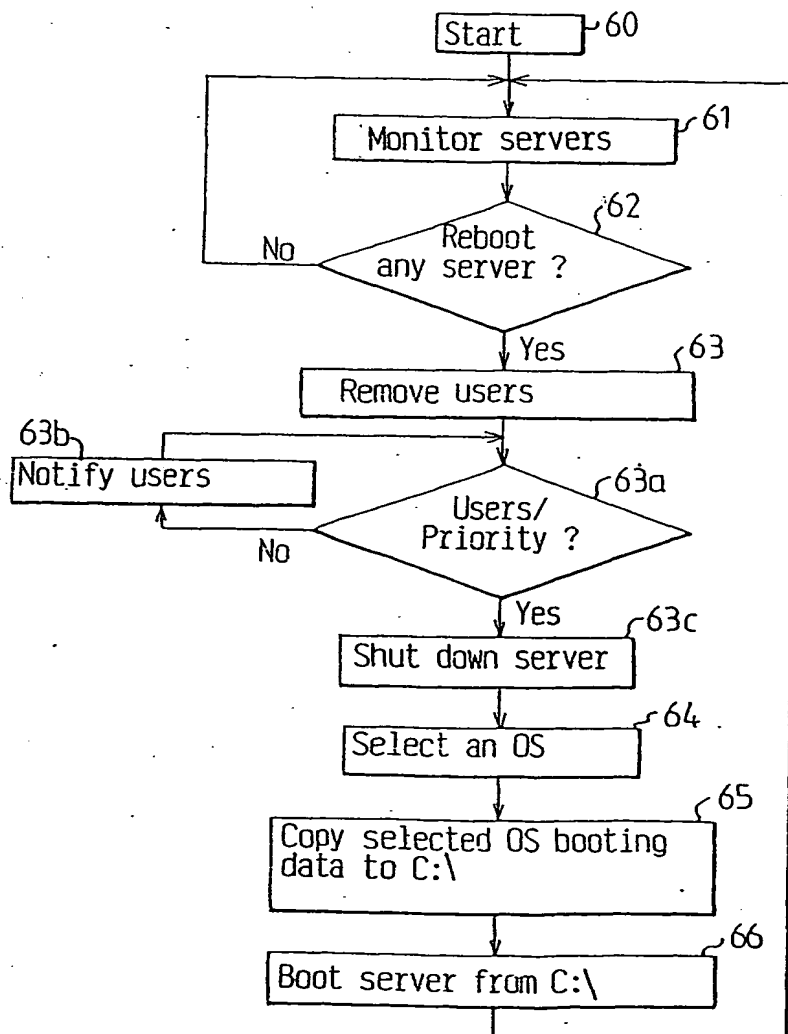 Start
60
Monitor servers
61
62
Reboot
any server ?
No
Yes
63
Remove users
63b
Notify users
63a
Users/
Priority ?
No
Yes
63c
Shut down server
64
Select an OS
65
Copy selected OS booting
data to C:\
66
Boot server from C:\